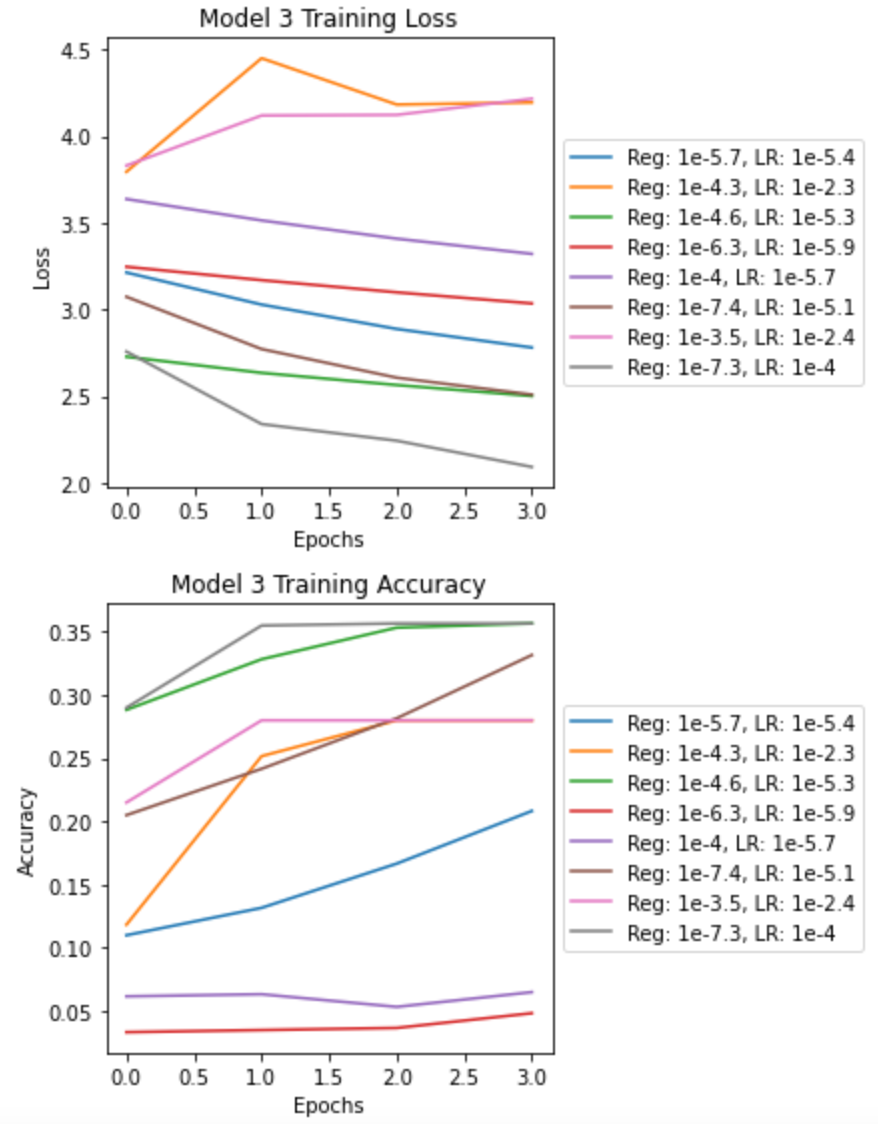 Model 3 Training Loss
4.5
4.0
3.5
3.0
2.5
2.0
Loss
0.0 0.5 1.0 1.5 2.0 2.5 3.0
Epochs
Reg: 1e-5.7, LR: 1e-5.4
Reg: 1e-4.3, LR: 1e-2.3
Reg: 1e-4.6, LR: 1e-5.3
Reg: 1e-6.3, LR: 1e-5.9
Reg: 1e-4, LR: 1e-5.7
Reg: 1e-7.4, LR: 1e-5.1
Reg: 1e-3.5, LR: 1e-2.4
Reg: 1e-7.3, LR: 1e-4
Model 3 Training Accuracy
0.35
0.30
0.25
0.20
0.15
0.10
0.05
Accuracy
0.0 0.5 1.0 1.5 2.0 2.5 3.0
Epochs
Reg: 1e-5.7, LR: 1e-5.4
Reg: 1e-4.3, LR: 1e-2.3
Reg: 1e-4.6, LR: 1e-5.3
Reg: 1e-6.3, LR: 1e-5.9
Reg: 1e-4, LR: 1e-5.7
Reg: 1e-7.4, LR: 1e-5.1
Reg: 1e-3.5, LR: 1e-2.4
Reg: 1e-7.3, LR: 1e-4